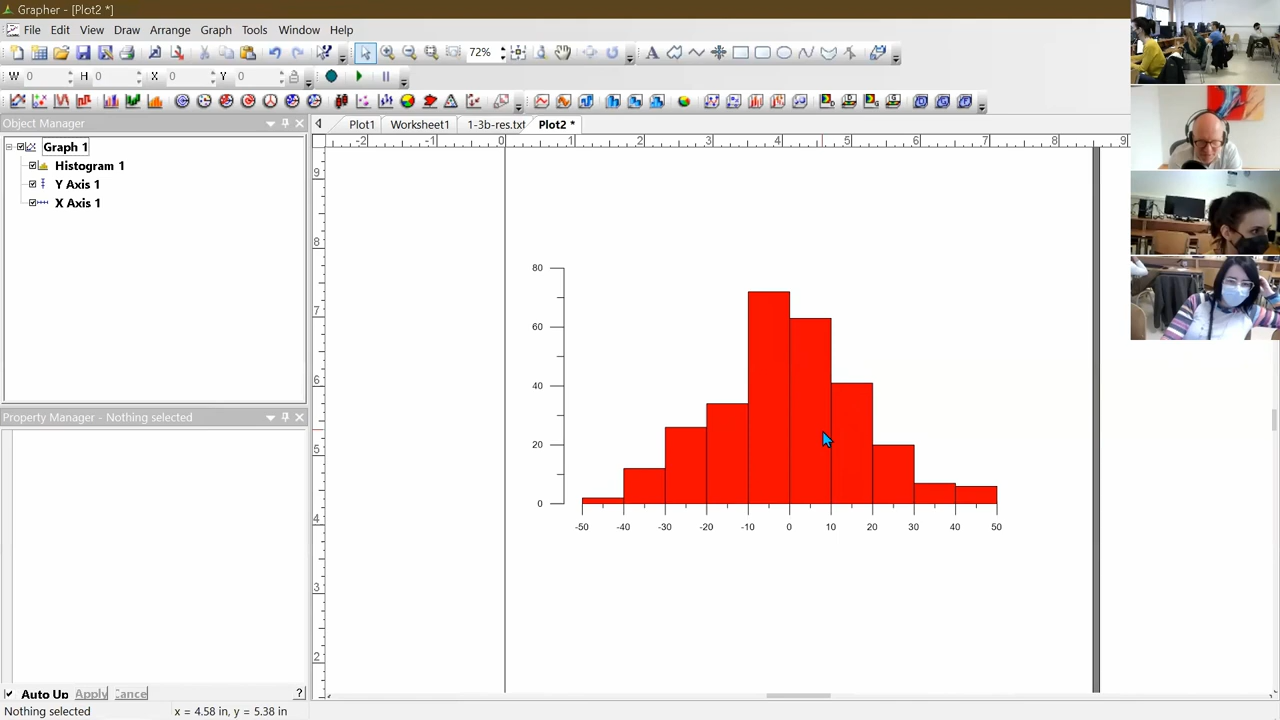 Grapher - [Plot2 *]
File Edit View Draw Arrange Graph Tools Window Help
72%
W 0 H 0 X 0 Y 0
Object Manager
Plot1 Worksheet1 1-3b-res.txt Plot2 *
Graph 1
Histogram 1
Y Axis 1
X Axis 1
-2 -1 0 1 2 3 4 5 6 7 8 9
9
8
7
6
5
4
3
2
80
60
40
20
0
-50 -40 -30 -20 -10 0 10 20 30 40 50
Property Manager - Nothing selected
Auto Up Apply Cance ?
Nothing selected x = 4.58 in, y = 5.38 in